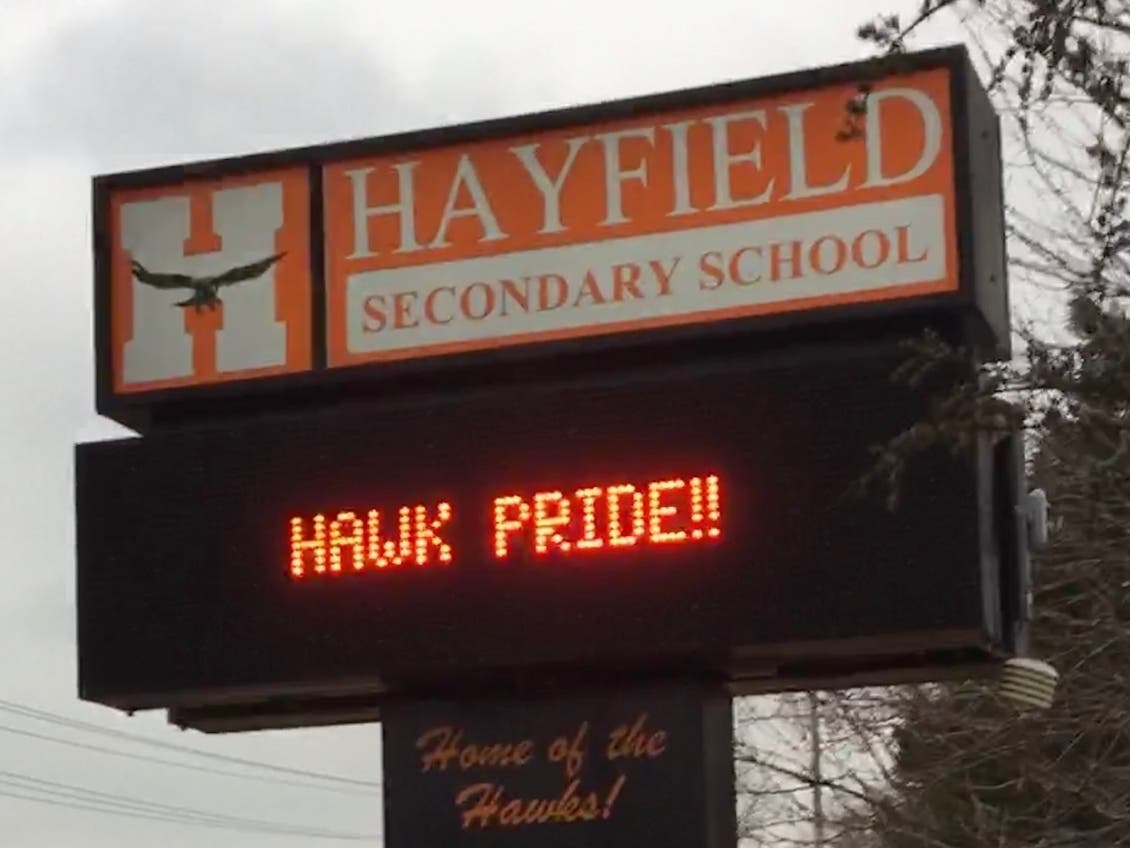 H
HAYFIELD
SECONDARY SCHOOL
HAWK PRIDE!!
Home of the
Hawks!